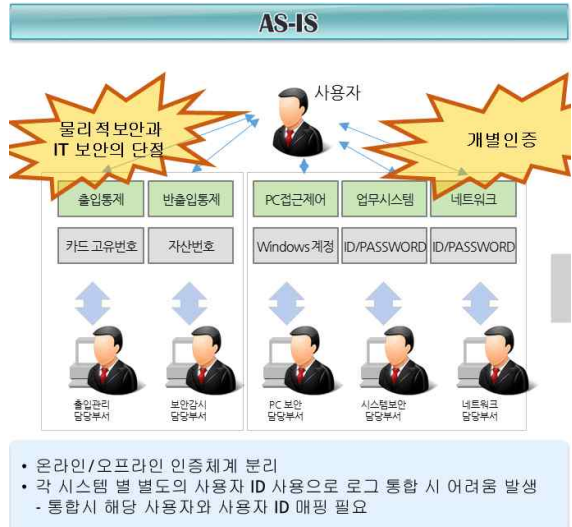 AS-IS
사용자
물리적보안과
IT 보안의 단절
개별인증
출입통제
반출입통제
PC접근제어
업무시스템
네트워크
카드 고유번호
자산번호
Windows계정
ID/PASSWORD
ID/PASSWORD
출입관리
담당부서
보안감시
담당부서
PC 보안
담당부서
시스템보안
담당부서
네트워크
담당부서
• 온라인/오프라인 인증체계 분리
• 각 시스템 별 별도의 사용자 ID 사용으로 로그 통합 시 어려움 발생
- 통합시 해당 사용자와 사용자 ID 매핑 필요